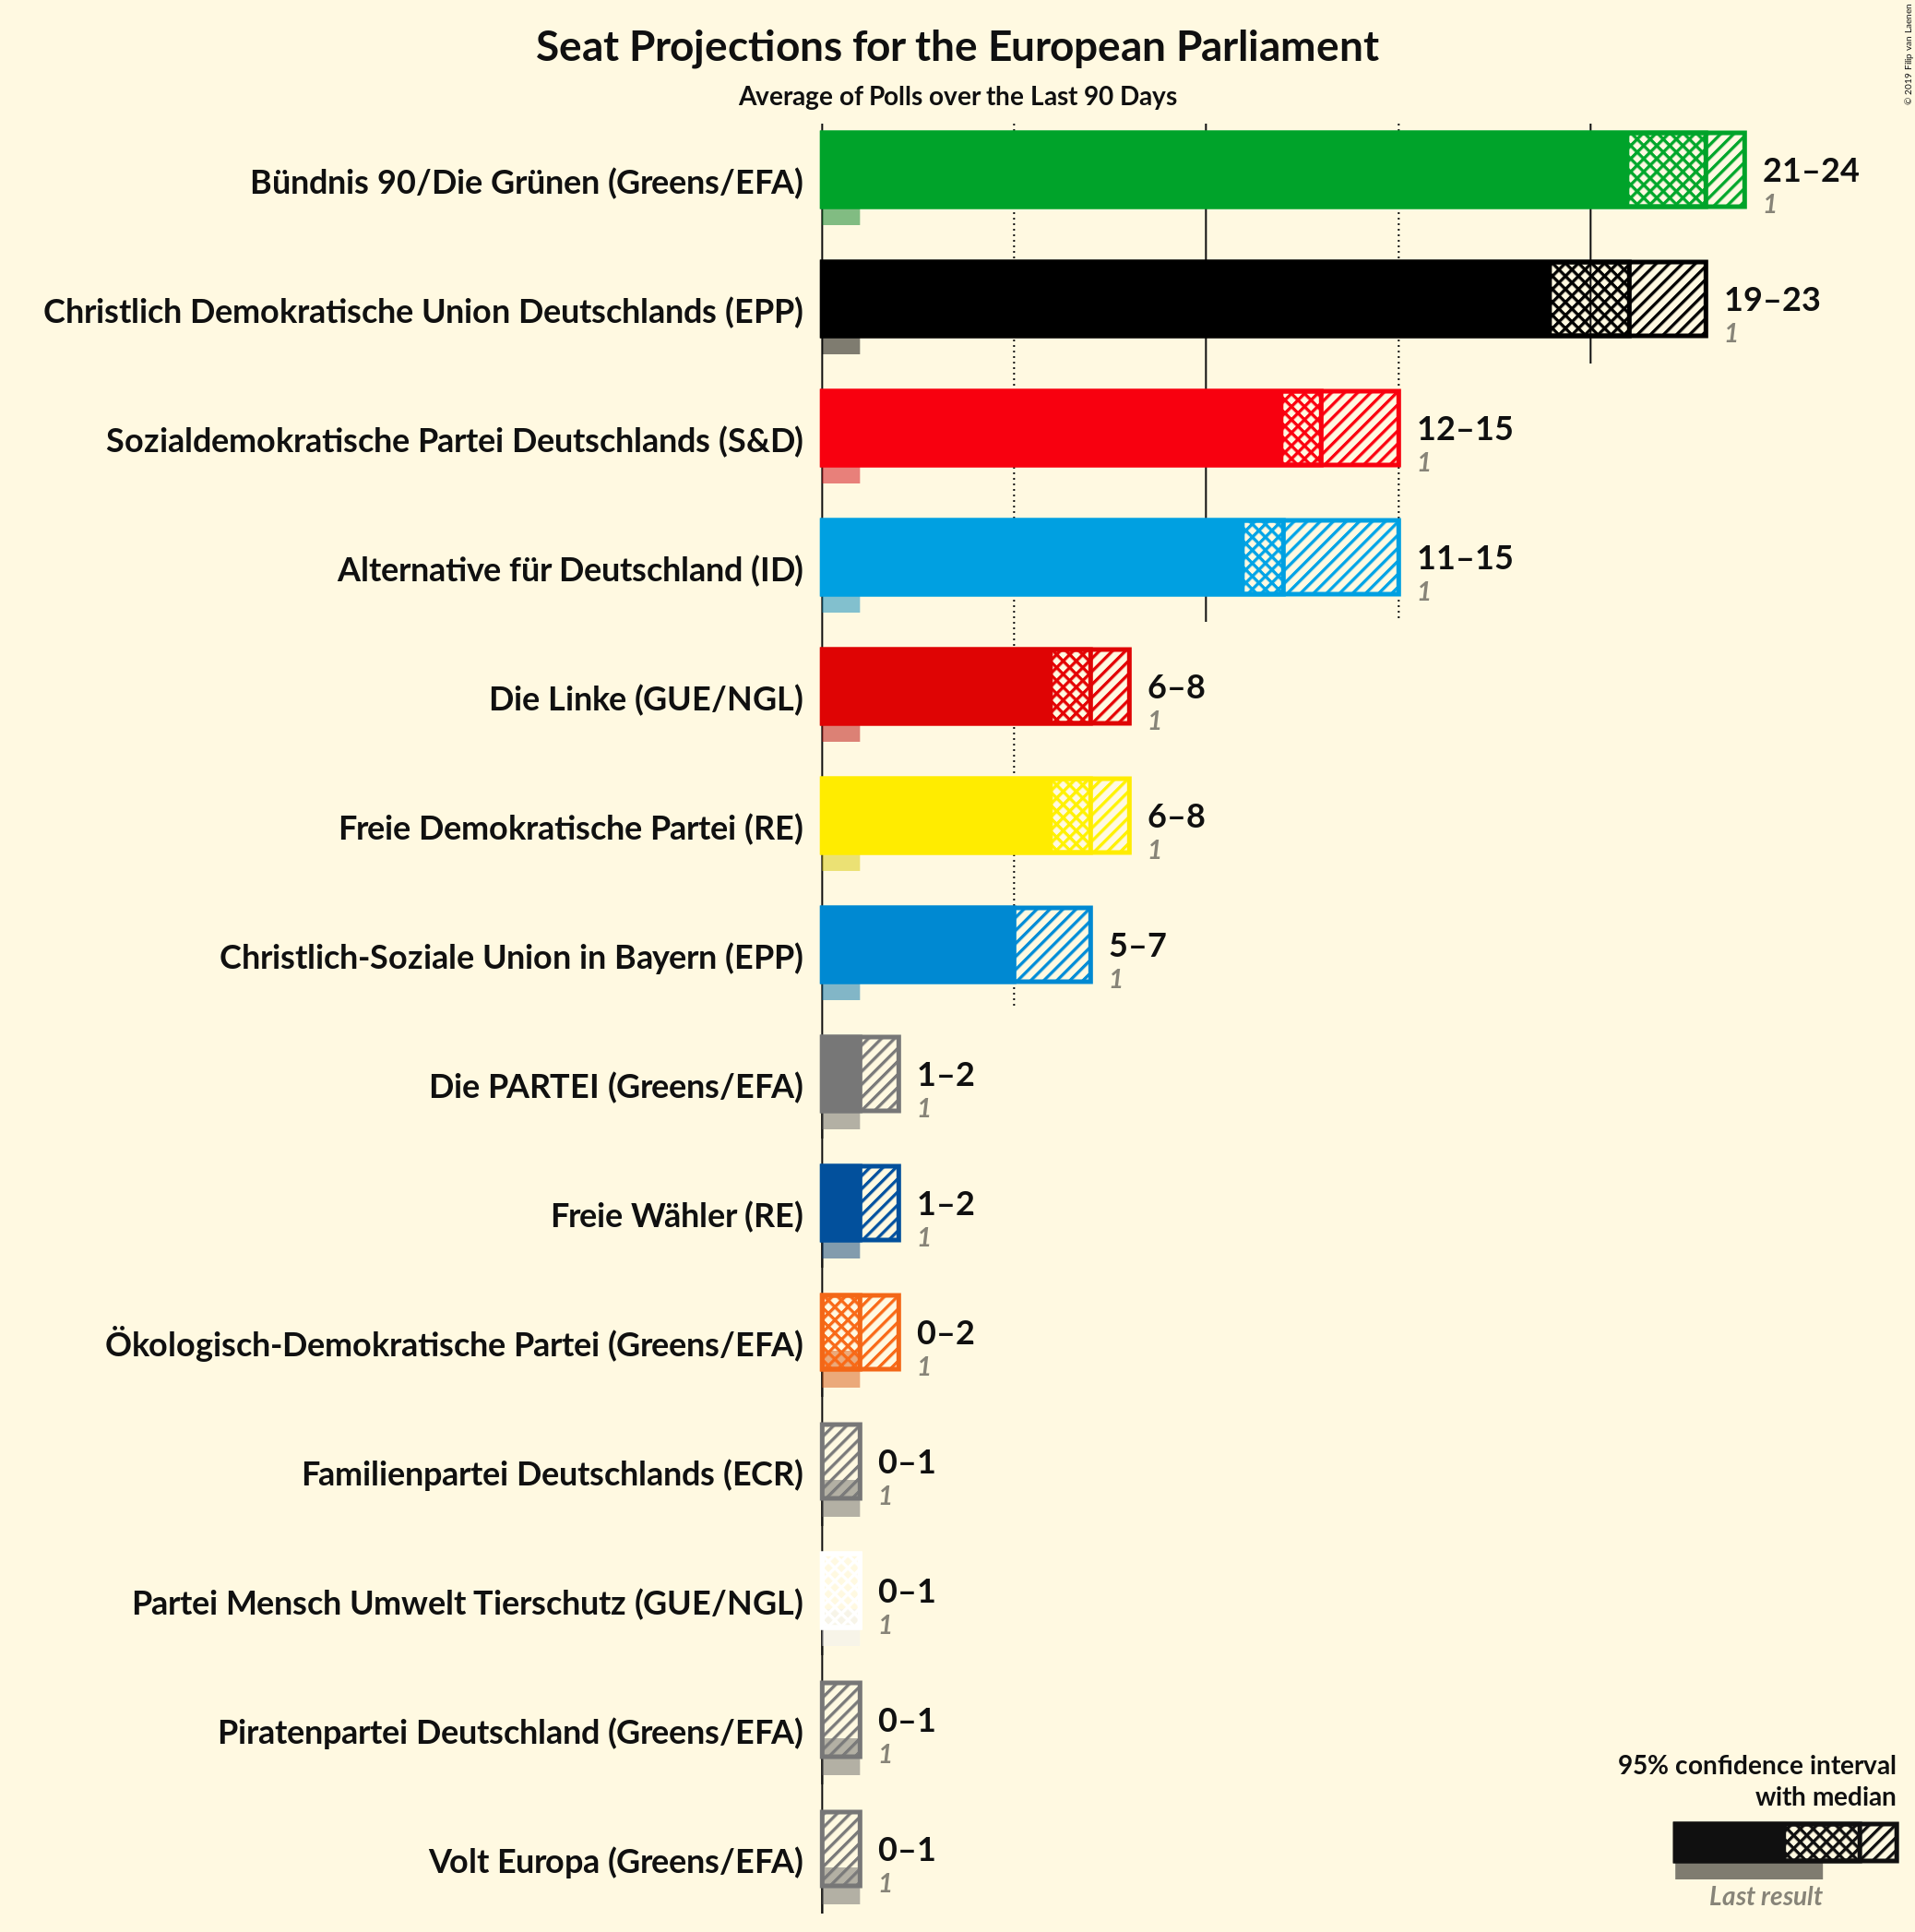 Seat Projections for the European Parliament
Average of Polls over the Last 90 Days
© 2019 Filip van Laenen
Bündnis 90/Die Grünen (Greens/EFA)
21–24
1
Christlich Demokratische Union Deutschlands (EPP)
19–23
1
Sozialdemokratische Partei Deutschlands (S&D)
12–15
1
Alternative für Deutschland (ID)
11–15
1
Die Linke (GUE/NGL)
6–8
1
Freie Demokratische Partei (RE)
6–8
1
Christlich-Soziale Union in Bayern (EPP)
5–7
1
Die PARTEI (Greens/EFA)
1–2
1
Freie Wähler (RE)
1–2
1
Ökologisch-Demokratische Partei (Greens/EFA)
0–2
1
Familienpartei Deutschlands (ECR)
0–1
1
Partei Mensch Umwelt Tierschutz (GUE/NGL)
0–1
1
Piratenpartei Deutschland (Greens/EFA)
0–1
1
Volt Europa (Greens/EFA)
0–1
1
95% confidence interval
with median
Last result